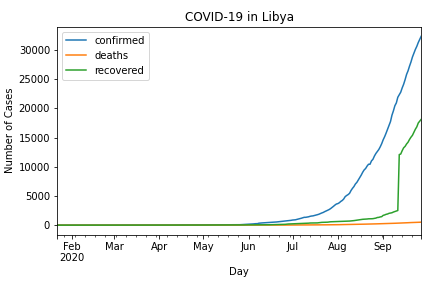 COVID-19 in Libya
confirmed
deaths
recovered
Number of Cases
30000
25000
20000
15000
10000
5000
0
Feb Mar Apr May Jun Jul Aug Sep
2020
Day